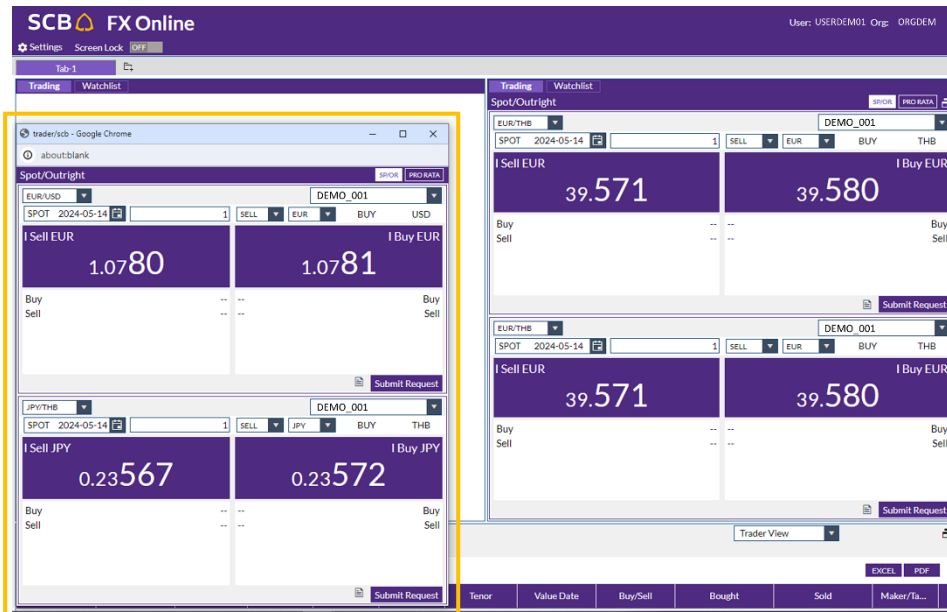 SCB FX Online
User: USERDEM01 Org: ORGDEM
Settings Screen Lock OFF
Tab-1
Trading Watchlist
trader/scb - Google Chrome
about:blank
Spot/Outright SP/OR PRO RATA
EUR/USD DEMO_001
SPOT 2024-05-14 1 SELL EUR BUY USD
I Sell EUR I Buy EUR
1.0780 1.0781
Buy -- -- Buy
Sell -- -- Sell
Submit Request
JPY/THB DEMO_001
SPOT 2024-05-14 1 SELL JPY BUY THB
I Sell JPY I Buy JPY
0.23567 0.23572
Buy -- -- Buy
Sell -- -- Sell
Submit Request
Trading Watchlist
Spot/Outright SP/OR PRO RATA
EUR/THB DEMO_001
SPOT 2024-05-14 1 SELL EUR BUY THB
I Sell EUR I Buy EUR
39.571 39.580
Buy -- -- Buy
Sell -- -- Sell
Submit Request
EUR/THB DEMO_001
SPOT 2024-05-14 1 SELL EUR BUY THB
I Sell EUR I Buy EUR
39.571 39.580
Buy -- -- Buy
Sell -- -- Sell
Submit Request
Trader View
EXCEL PDF
Tenor Value Date Buy/Sell Bought Sold Maker/Ta...